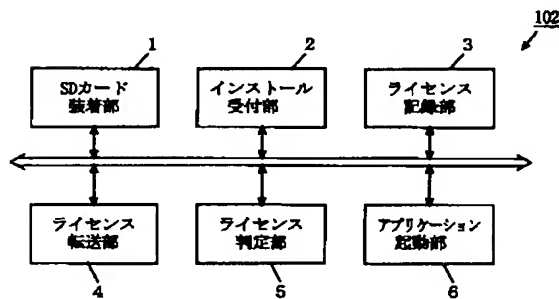 102
1
2
3
SDカード
装着部
インストール
受付部
ライセンス
記録部
ライセンス
転送部
ライセンス
判定部
アプリケーション
起動部
4
5
6